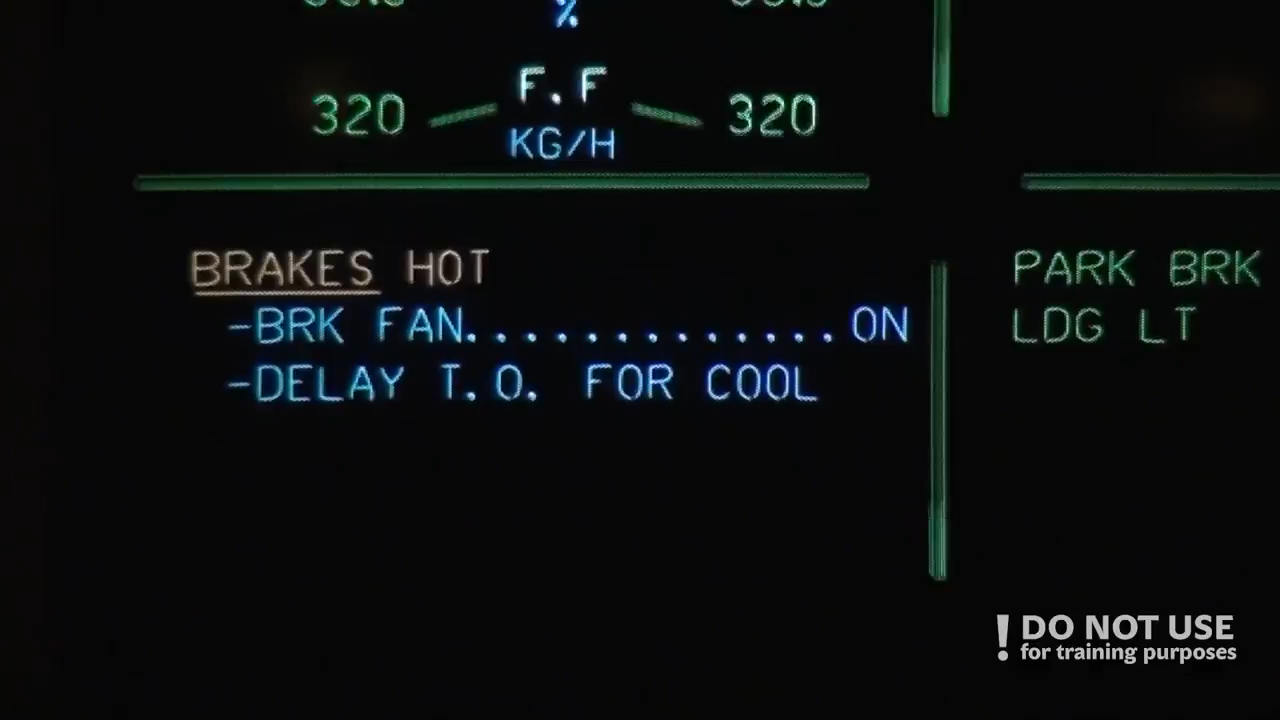 %
F.F
320 320
KG/H
BRAKES HOT
-BRK FAN.............ON
-DELAY T.O. FOR COOL
PARK BRK
LDG LT
! DO NOT USE
for training purposes